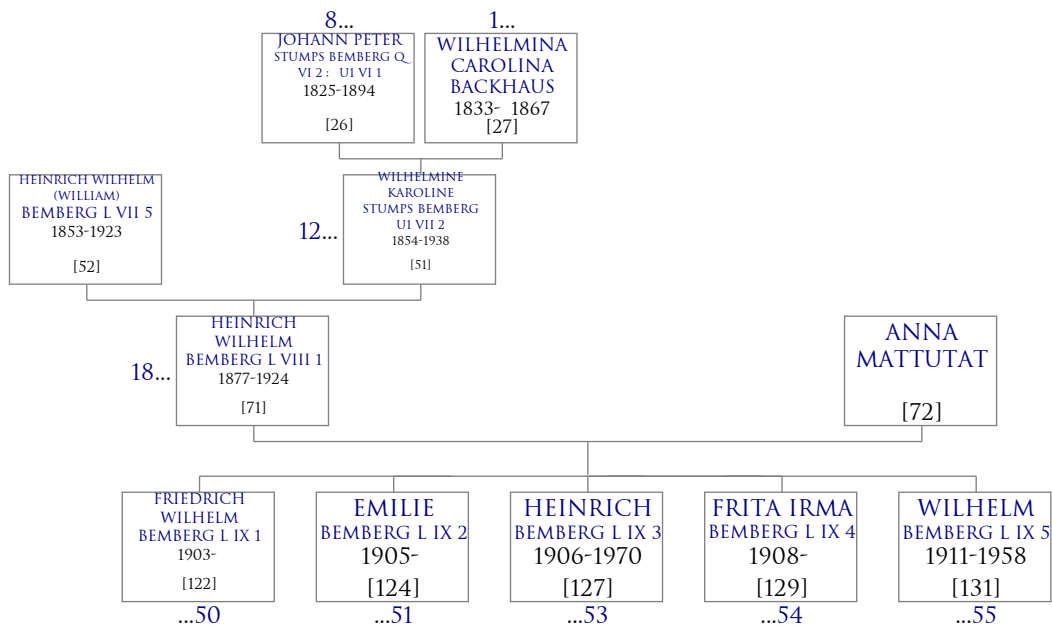 8...
JOHANN PETER
STUMPS BEMBERG Q
VI 2 : U1 VI 1
1825-1894
[26]
1...
WILHELMINA
CAROLINA
BACKHAUS
1833- 1867
[27]
HEINRICH WILHELM
(WILLIAM)
BEMBERG L VII 5
1853-1923
[52]
12...
WILHELMINE
KAROLINE
STUMPS BEMBERG
U1 VII 2
1854-1938
[51]
18...
HEINRICH
WILHELM
BEMBERG L VIII 1
1877-1924
[71]
ANNA
MATTUTAT
[72]
FRIEDRICH
WILHELM
BEMBERG L IX 1
1903-
[122]
...50
EMILIE
BEMBERG L IX 2
1905-
[124]
...51
HEINRICH
BEMBERG L IX 3
1906-1970
[127]
...53
FRITA IRMA
BEMBERG L IX 4
1908-
[129]
...54
WILHELM
BEMBERG L IX 5
1911-1958
[131]
...55